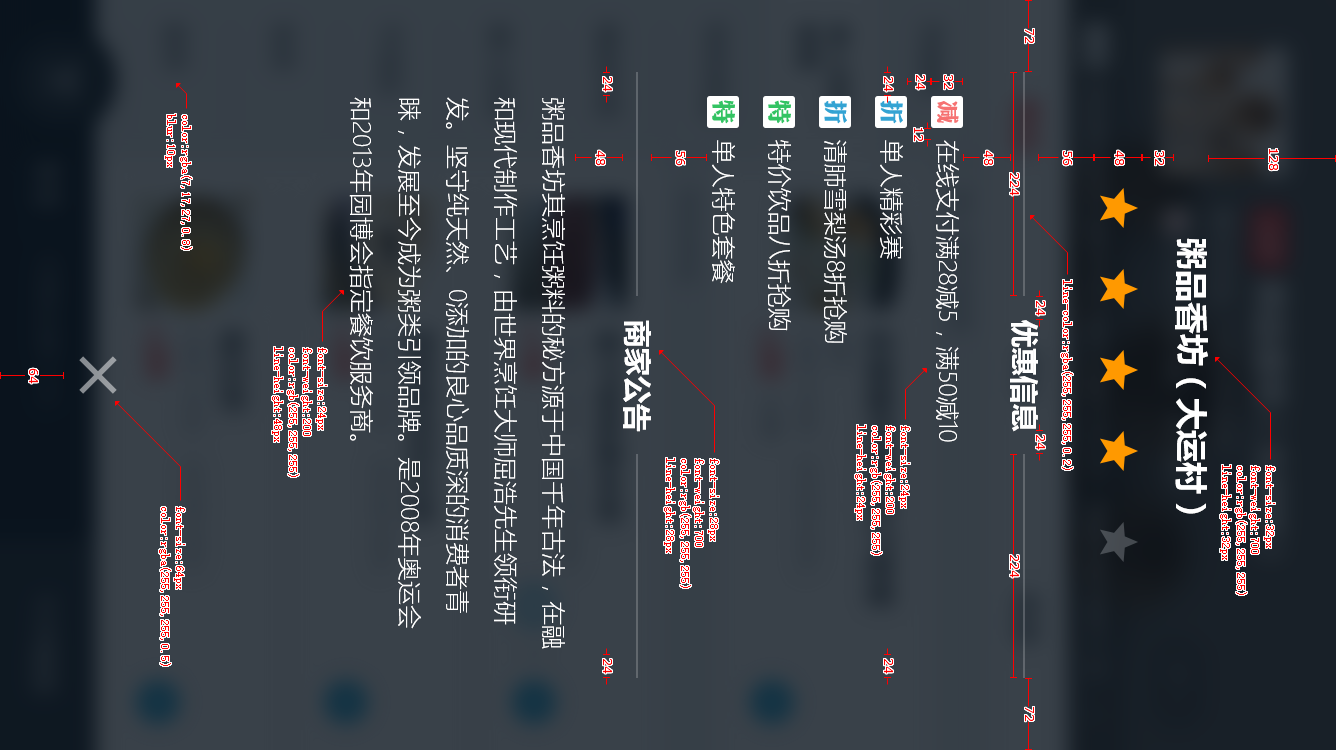 128
粥品香坊（大运村）
font-size:32px
font-weight:700
color:rgb(255,255,255)
line-height:32px
32
48
56
72
72
24
24
line-color:rgba(255,255,255,0.2)
224
优惠信息
224
48
32
减 在线支付满28减5，满50减10
24
12
font-size:24px
font-weight:200
color:rgb(255,255,255)
line-height:24px
24
24
折 单人精彩赛
折 清肺雪梨汤8折抢购
特 特价饮品八折抢购
特 单人特色套餐
56
font-size:28px
font-weight:700
color:rgb(255,255,255)
line-height:28px
商家公告
24
24
48
粥品香坊其烹饪粥料的秘方源于中国千年古法，在融
和现代制作工艺，由世界烹饪大师屈浩先生领衔研
发。坚守纯天然、0添加的良心品质深的消费者青
睐，发展至今成为粥类引领品牌。是2008年奥运会
和2013年园博会指定餐饮服务商。
font-size:24px
font-weight:200
color:rgb(255,255,255)
line-height:48px
color:rgba(7,17,27,0.8)
blur:10px
font-size:64px
color:rgba(255,255,255,0.5)
64